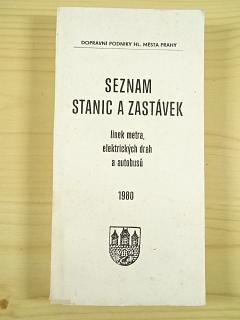 DOPRAVNÍ PODNIKY HL. MĚSTA PRAHY
SEZNAM
STANIC A ZASTÁVEK
linek metra,
elektrických drah
a autobusů
1980